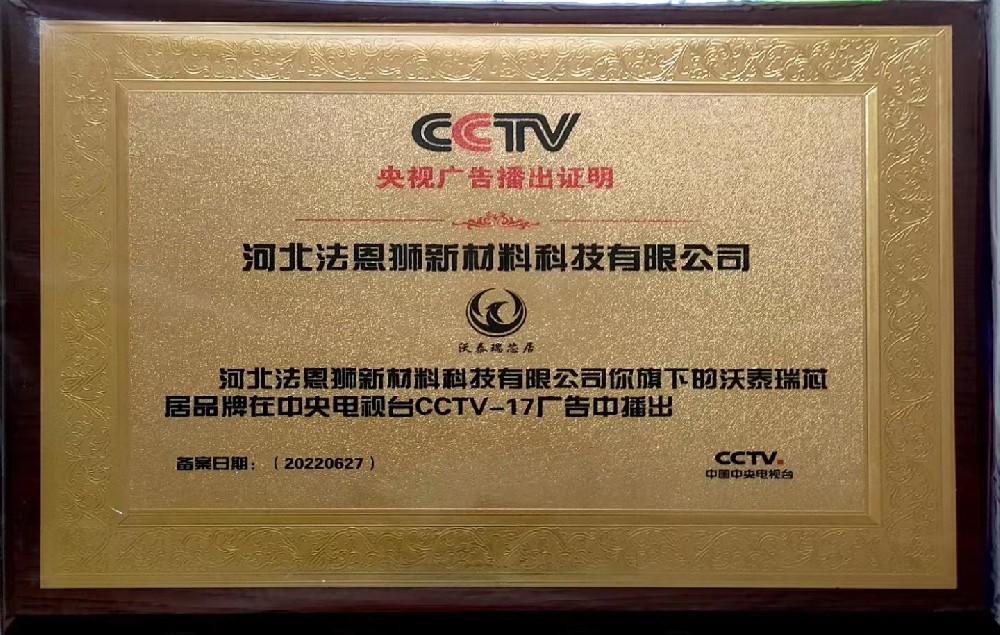 CCTV
央视广告播出证明
河北法恩狮新材料科技有限公司
沃泰瑞芯居
河北法恩狮新材料科技有限公司你旗下的沃泰瑞芯
居品牌在中央电视台CCTV-17广告中播出
备案日期：（20220627）
CCTV.
中国中央电视台